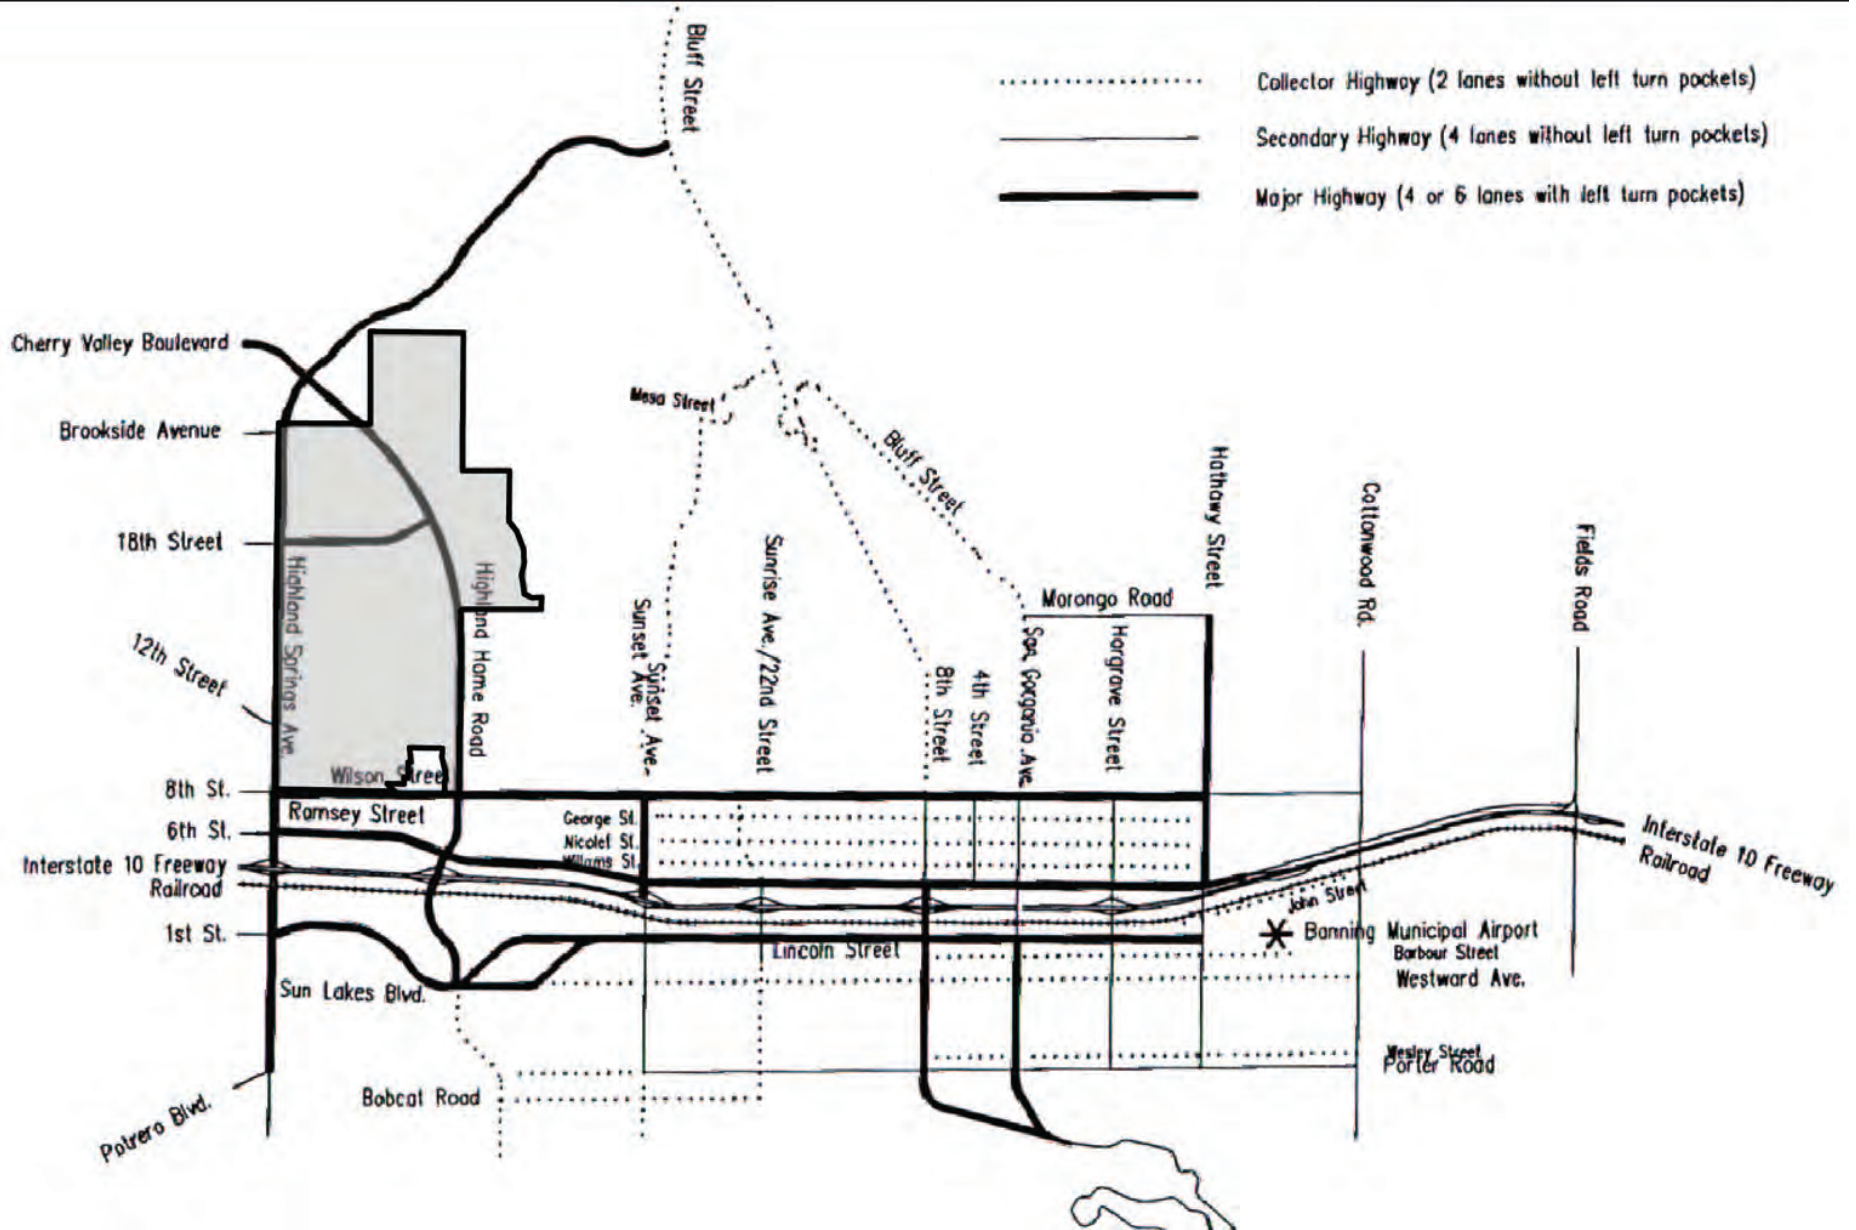 Bluff Street
Collector Highway (2 lanes without left turn pockets)
Secondary Highway (4 lanes without left turn pockets)
Major Highway (4 or 6 lanes with left turn pockets)
Cherry Valley Boulevard
Brookside Avenue
18th Street
12th Street
Highland Springs Ave.
Highland Home Road
Mesa Street
Bluff Street
Sunset Ave.
Sunset Ave.
Sunrise Ave./22nd Street
8th Street
4th Street
San Gorgonio Ave.
Hargrave Street
Morongo Road
Hathawy Street
Cottonwood Rd.
Fields Road
Wilson Street
8th St.
Ramsey Street
6th St.
George St.
Nicolet St.
Willams St.
Interstate 10 Freeway
Railroad
Interstate 10 Freeway
Railroad
1st St.
John Street
Banning Municipal Airport
Lincoln Street
Barbour Street
Westward Ave.
Sun Lakes Blvd.
Wesley Street
Porter Road
Bobcat Road
Potrero Blvd.